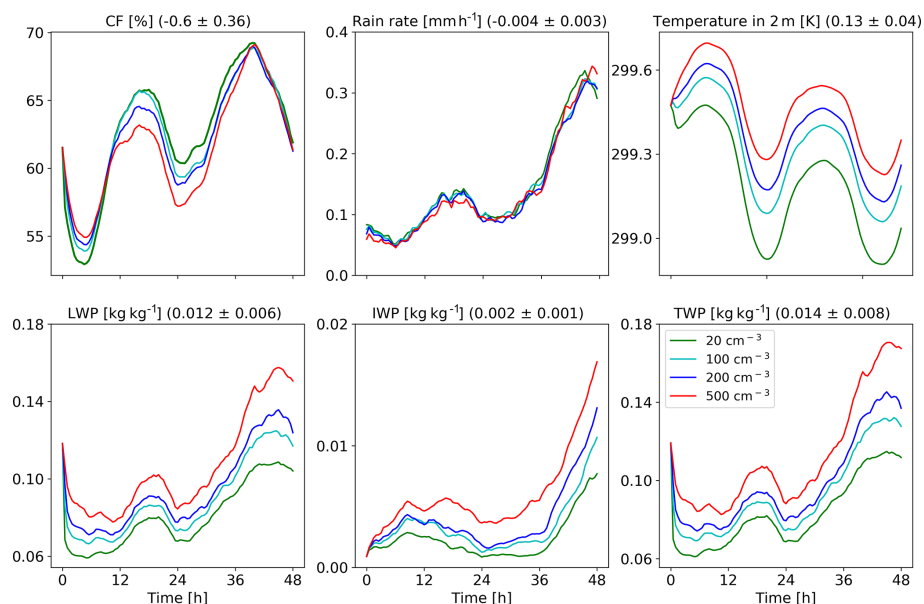 CF [%] (-0.6 ± 0.36)
Rain rate [mm h⁻¹] (-0.004 ± 0.003)
Temperature in 2 m [K] (0.13 ± 0.04)
70
65
60
55
0.4
0.3
0.2
0.1
0.0
299.6
299.3
299.0
LWP [kg kg⁻¹] (0.012 ± 0.006)
IWP [kg kg⁻¹] (0.002 ± 0.001)
TWP [kg kg⁻¹] (0.014 ± 0.008)
0.18
0.14
0.10
0.06
0.02
0.01
0.00
0.18
0.14
0.10
0.06
20 cm⁻³
100 cm⁻³
200 cm⁻³
500 cm⁻³
0 12 24 36 48
0 12 24 36 48
0 12 24 36 48
Time [h]
Time [h]
Time [h]